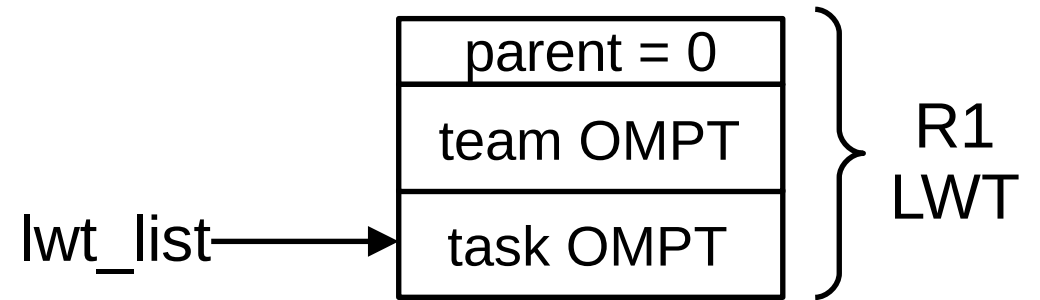 parent = 0
team OMPT
task OMPT
lwt_list
R1
LWT